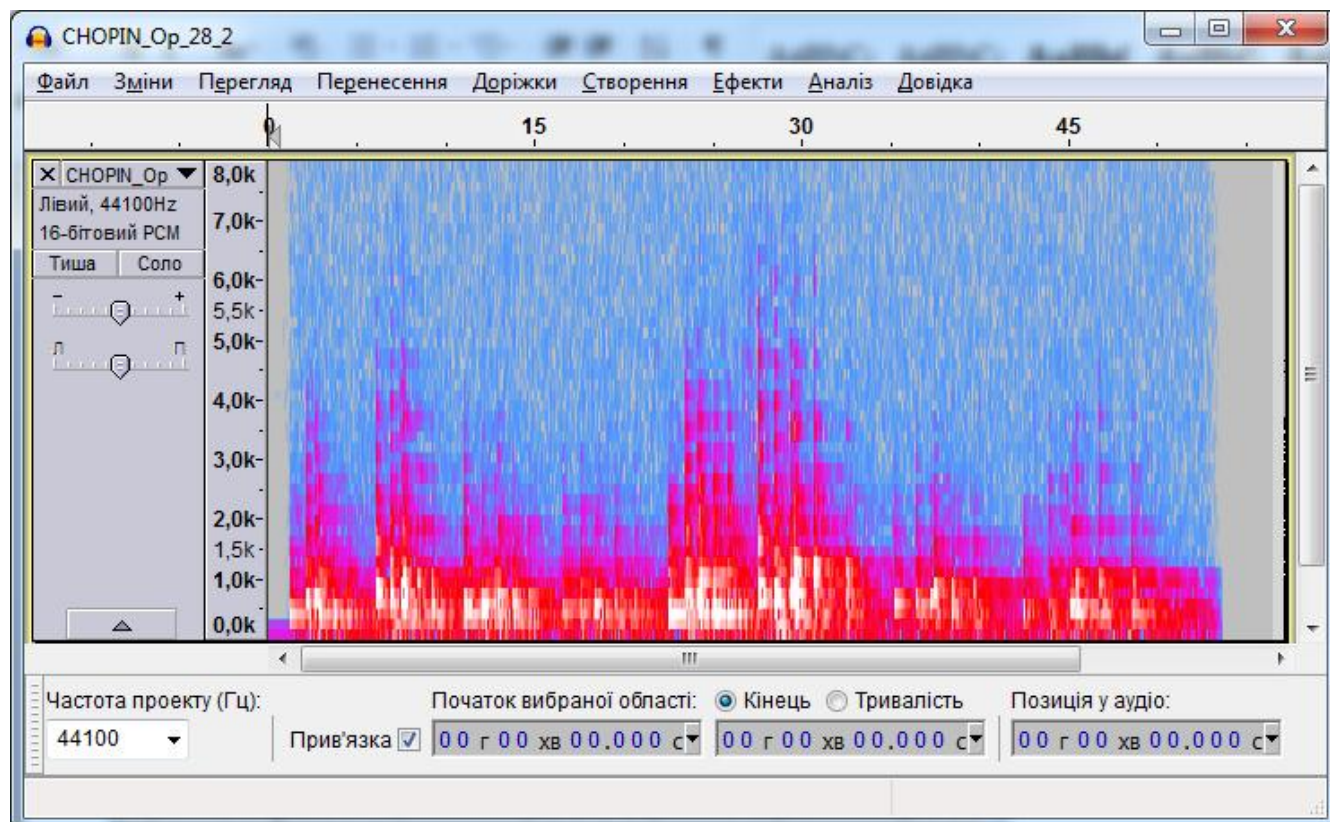 CHOPIN_Op_28_2
Файл Зміни Перегляд Перенесення Доріжки Створення Ефекти Аналіз Довідка
0 15 30 45
CHOPIN_Op
Лівий, 44100Hz
16-бітовий PCM
Тиша Соло
- +
Л П
8,0k
7,0k-
6,0k-
5,5k-
5,0k-
4,0k-
3,0k-
2,0k-
1,5k-
1,0k-
0,0k
Частота проекту (Гц): Початок вибраної області: Кінець Тривалість Позиція у аудіо:
44100 Прив'язка 00 г 00 хв 00.000 с 00 г 00 хв 00.000 с 00 г 00 хв 00.000 с